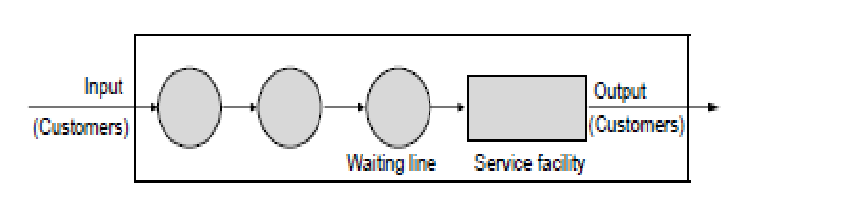 Input
(Customers)
Waiting line
Service facility
Output
(Customers)